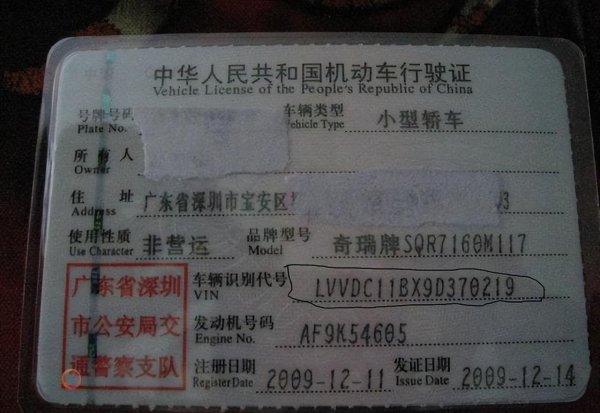 中华人民共和国机动车行驶证
Vehicle License of the People's Republic of China
号牌号码 车辆类型 小型轿车
Plate No. Vehicle Type
所有人
Owner
住址 广东省深圳市宝安区 3
Address
使用性质 非营运 品牌型号 奇瑞牌SQR7160M117
Use Character Model
车辆识别代号 LVVDC11BX9D370219
VIN
发动机号码 AF9K54605
Engine No.
注册日期 2009-12-11 发证日期 2009-12-14
Register Date Issue Date
广东省深圳
市公安局交
通警察支队